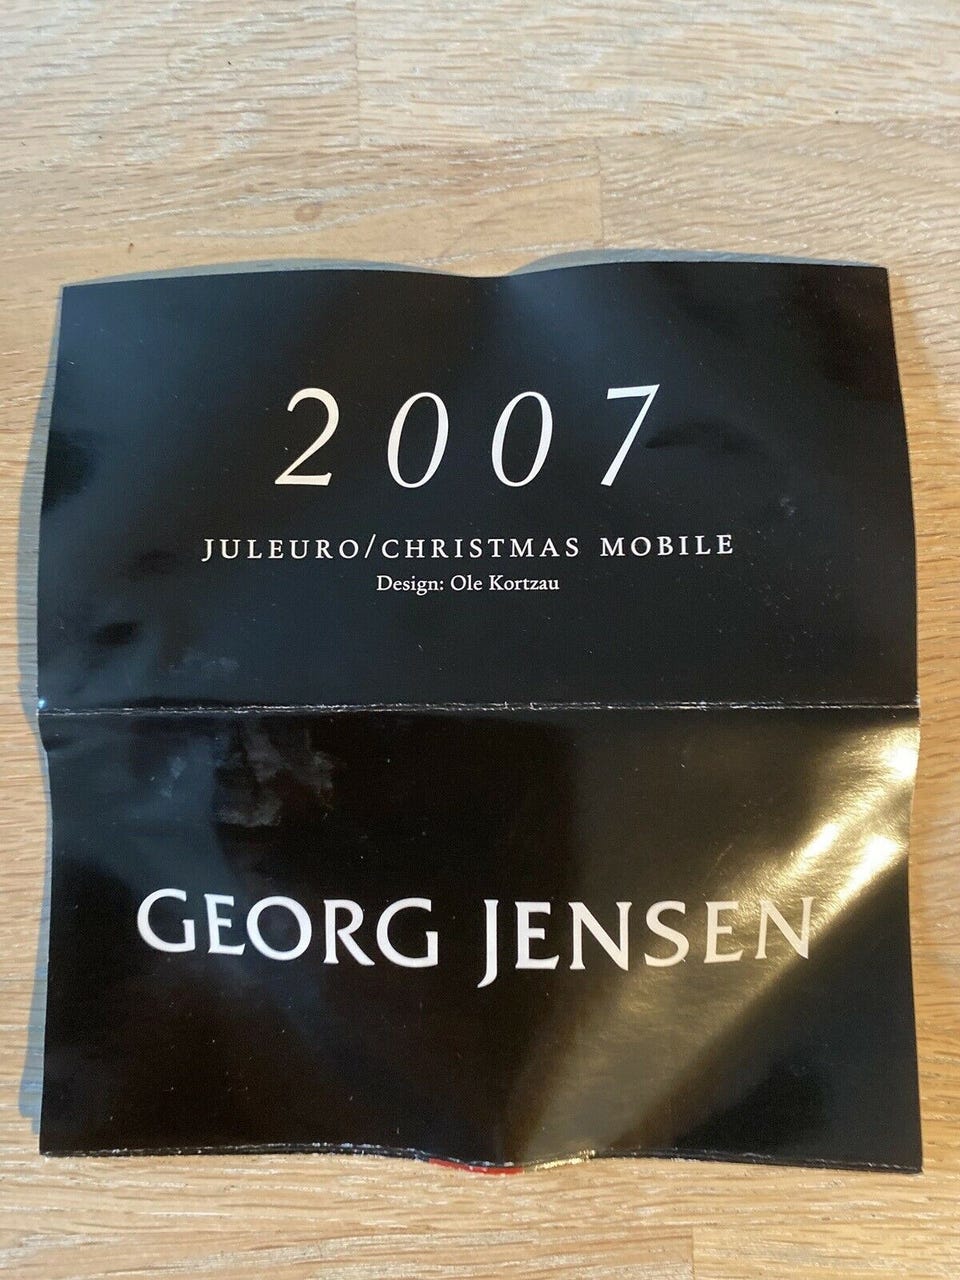 2007
JULEURO/CHRISTMAS MOBILE
Design: Ole Kortzau
GEORG JENSEN